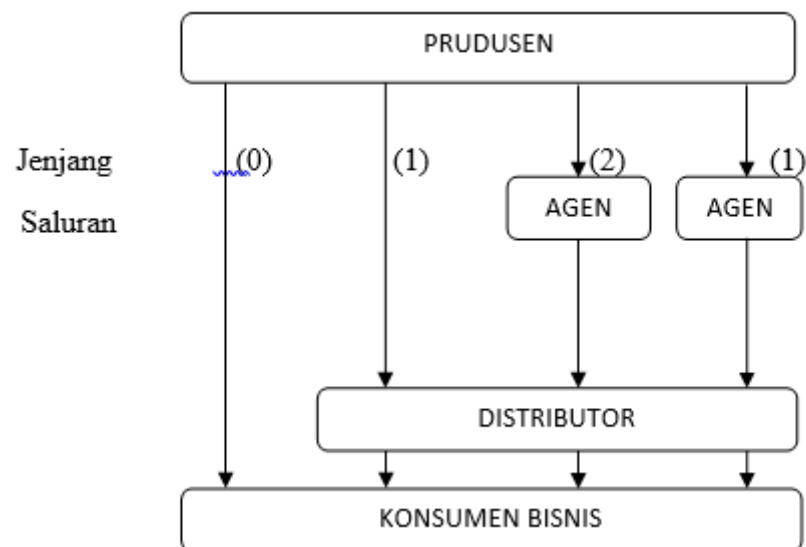 PRUDUSEN
Jenjang (0) (1) (2) (1)
Saluran AGEN AGEN
DISTRIBUTOR
KONSUMEN BISNIS